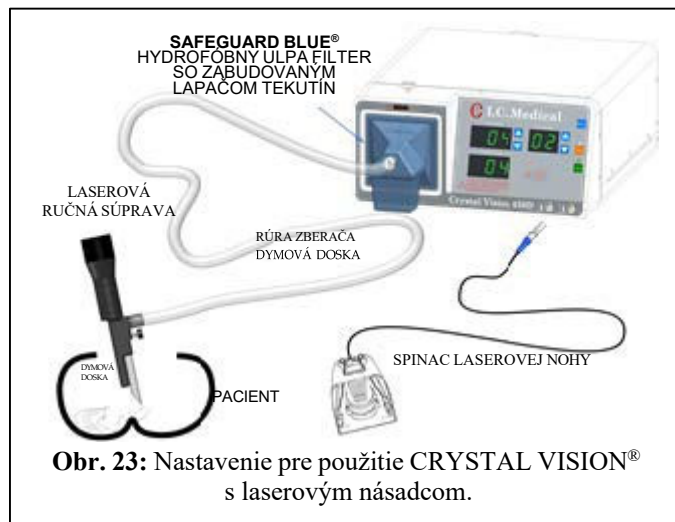 SAFEGUARD BLUE®
HYDROFÓBNY ULPA FILTER
SO ZABUDOVANÝM
LAPAČOM TEKUTÍN
I.C. Medical
04 02
04
Crystal Vision
LASEROVÁ
RUČNÁ SÚPRAVA
RÚRA ZBERAČA
DYMOVÁ DOSKA
DYMOVÁ
DOSKA
PACIENT
SPINAC LASEROVEJ NOHY
Obr. 23: Nastavenie pre použitie CRYSTAL VISION®
s laserovým násadcom.